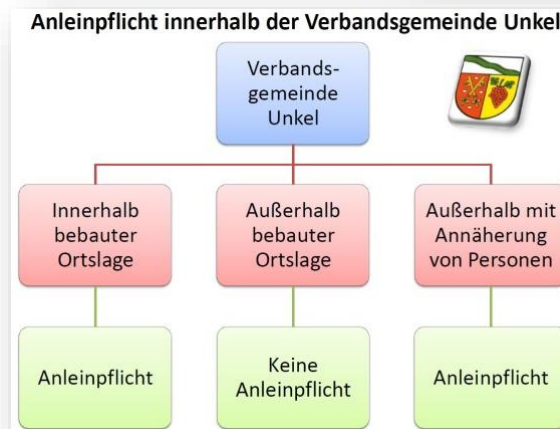 Anleinpflicht innerhalb der Verbandsgemeinde Unkel
Verbands-
gemeinde
Unkel
Innerhalb
bebauter
Ortslage
Außerhalb
bebauter
Ortslage
Außerhalb mit
Annäherung
von Personen
Anleinpflicht
Keine
Anleinpflicht
Anleinpflicht